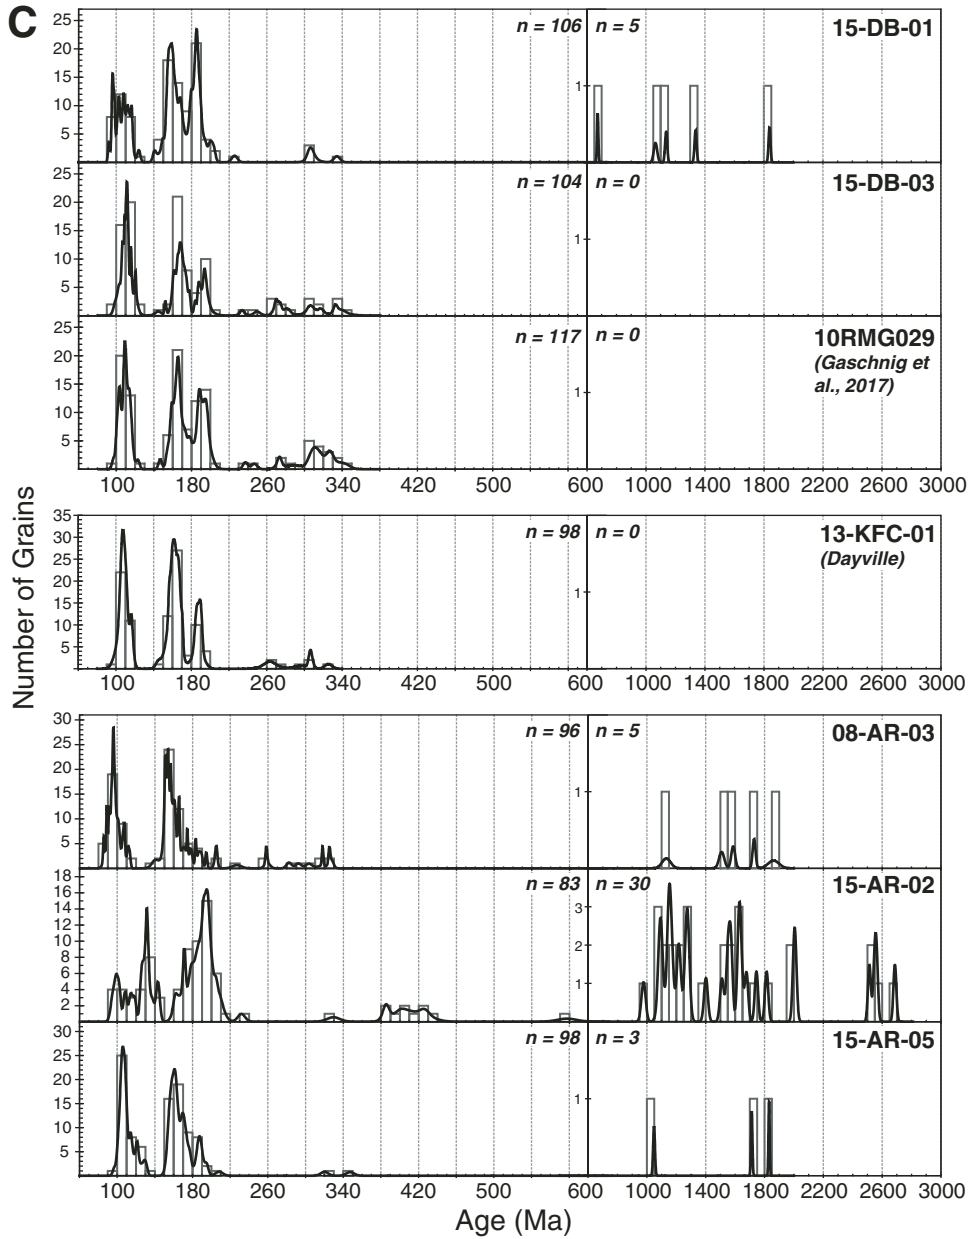 C
25
20
15
10
5
n = 106
n = 5
1
15-DB-01
25
20
15
10
5
n = 104
n = 0
1
15-DB-03
25
20
15
10
5
n = 117
n = 0
1
10RMG029
(Gaschnig et
al., 2017)
100 180 260 340 420 500 600 1000 1400 1800 2200 2600 3000
Number of Grains
35
30
25
20
15
10
5
n = 98
n = 0
1
13-KFC-01
(Dayville)
100 180 260 340 420 500 600 1000 1400 1800 2200 2600 3000
30
25
20
15
10
5
n = 96
n = 5
1
08-AR-03
18
16
14
12
10
8
6
4
2
n = 83
n = 30
3
2
1
15-AR-02
30
25
20
15
10
5
n = 98
n = 3
1
15-AR-05
100 180 260 340 420 500 600 1000 1400 1800 2200 2600 3000
Age (Ma)